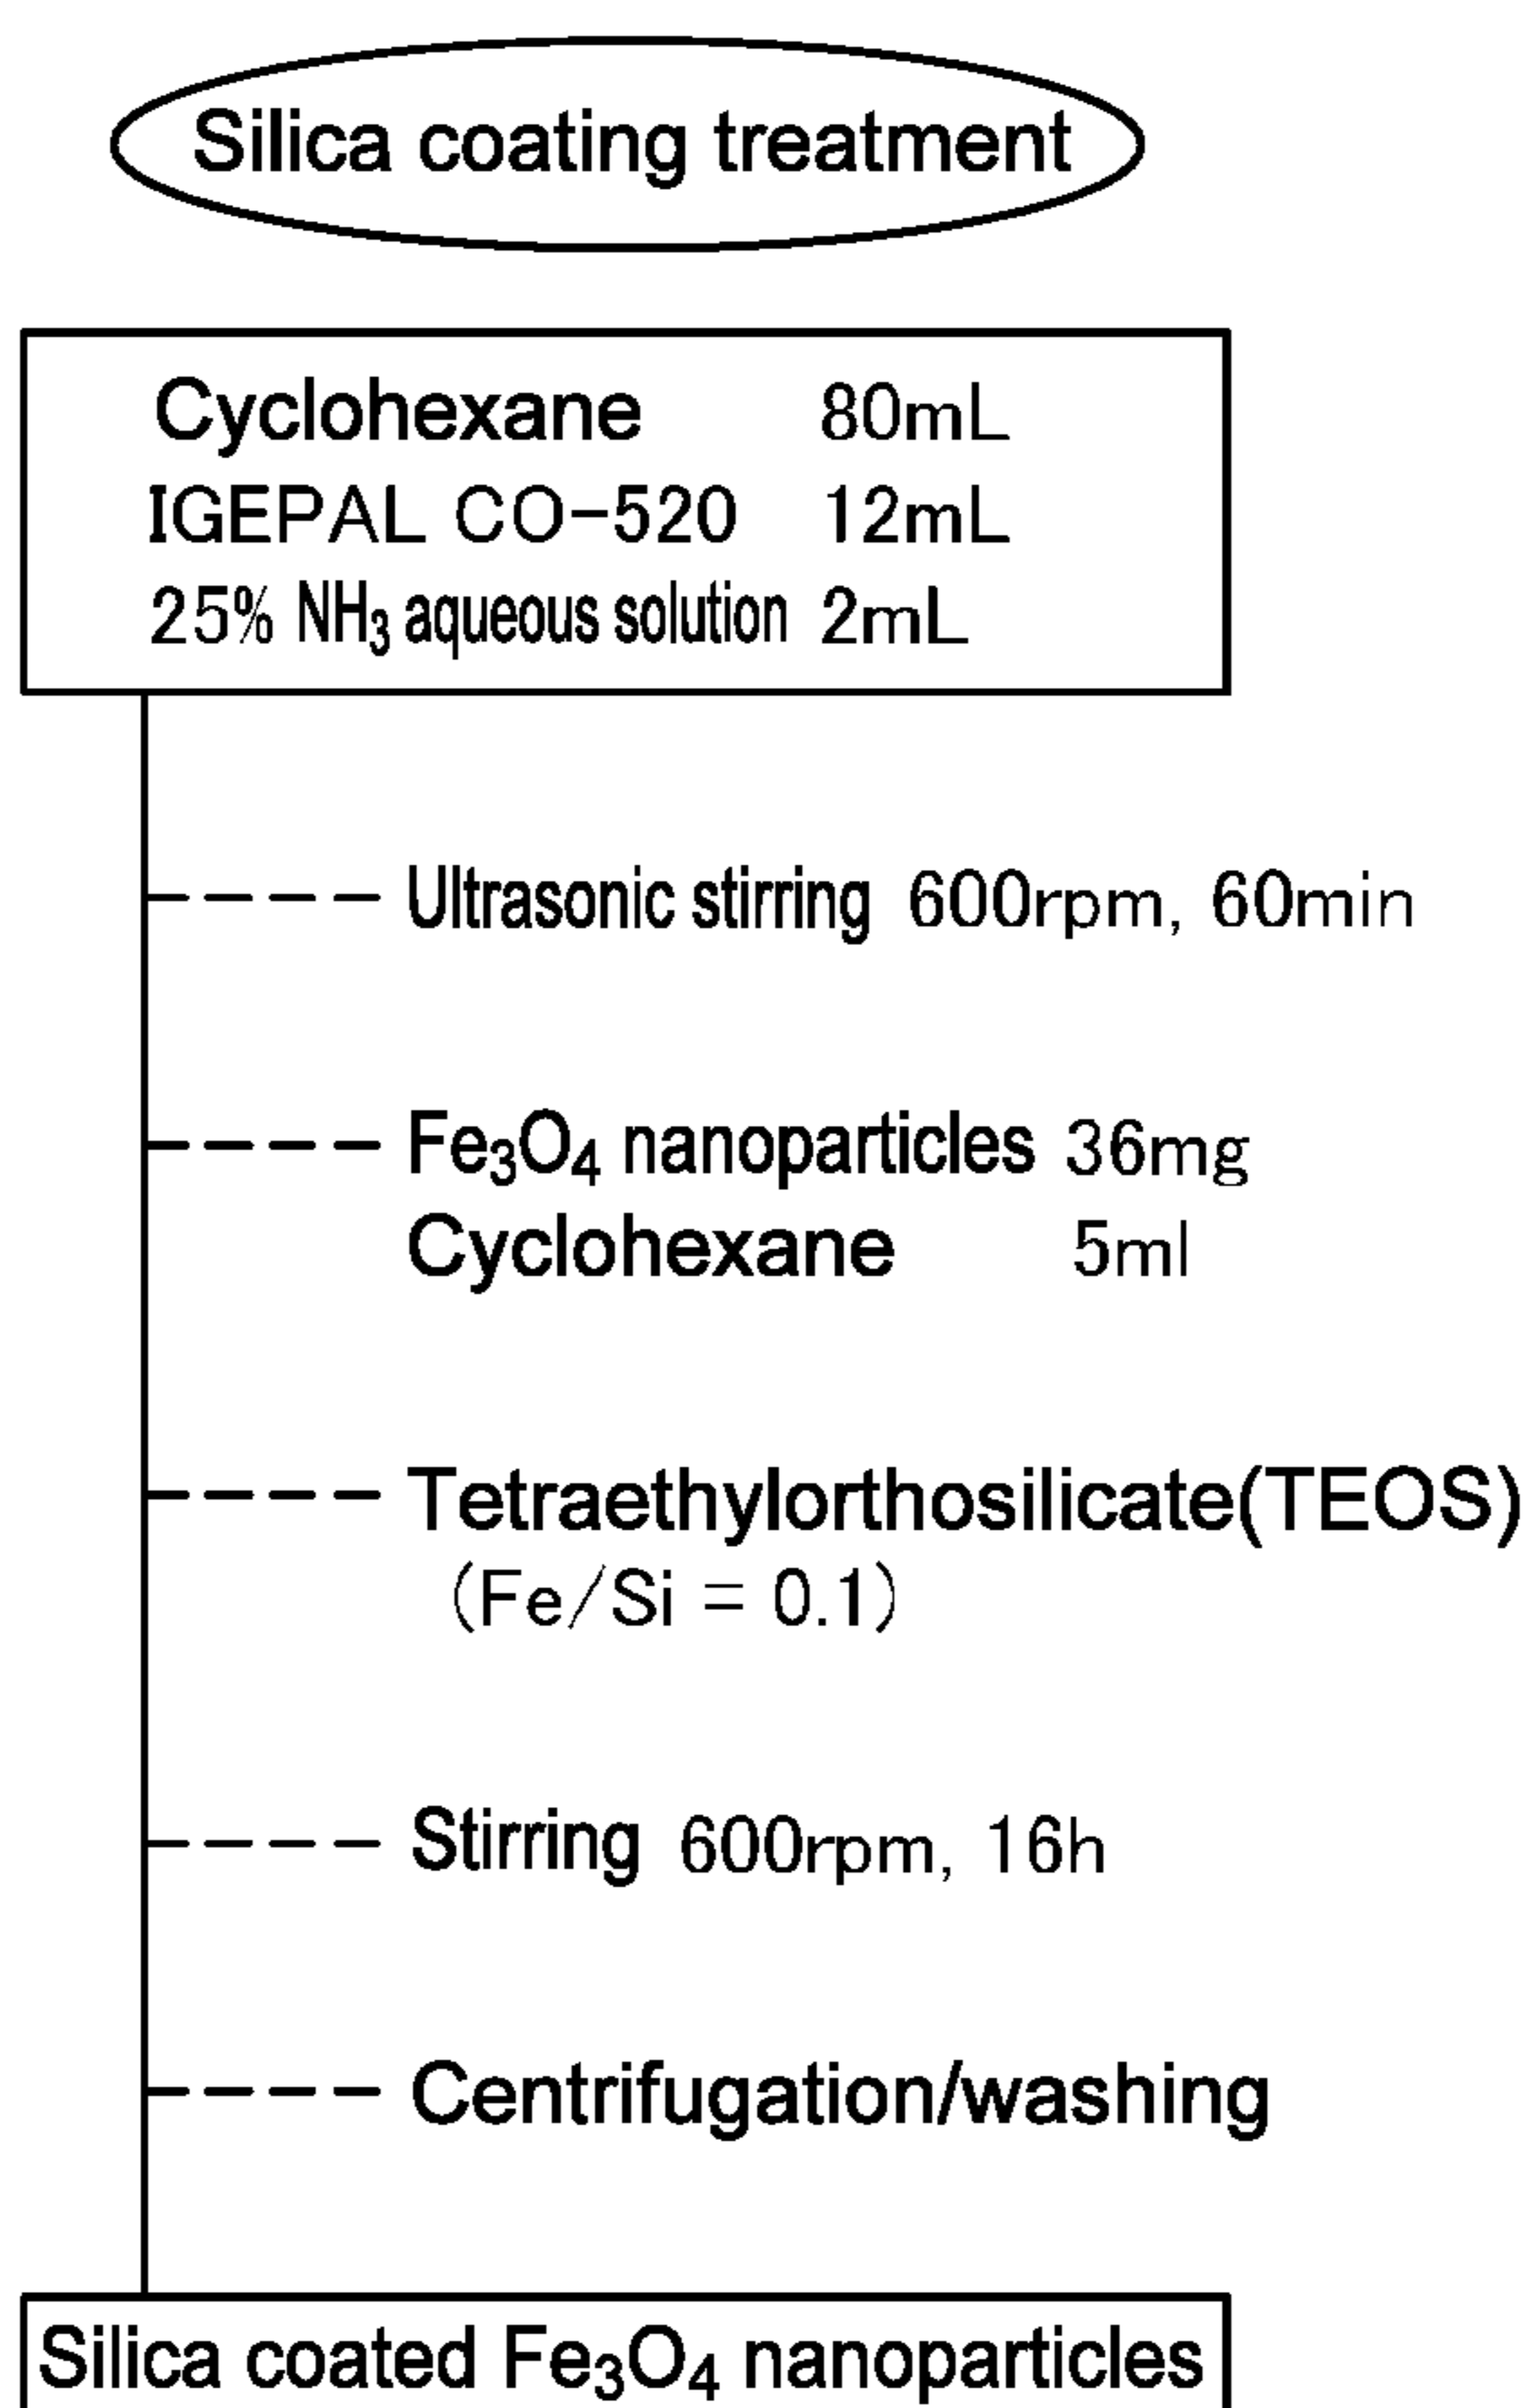 Silica coating treatment
Cyclohexane 80mL
IGEPAL CO-520 12mL
25% NH₃ aqueous solution 2mL
Ultrasonic stirring 600rpm, 60min
Fe₃O₄ nanoparticles 36mg
Cyclohexane 5ml
Tetraethylorthosilicate(TEOS)
(Fe/Si = 0.1)
Stirring 600rpm, 16h
Centrifugation/washing
Silica coated Fe₃O₄ nanoparticles